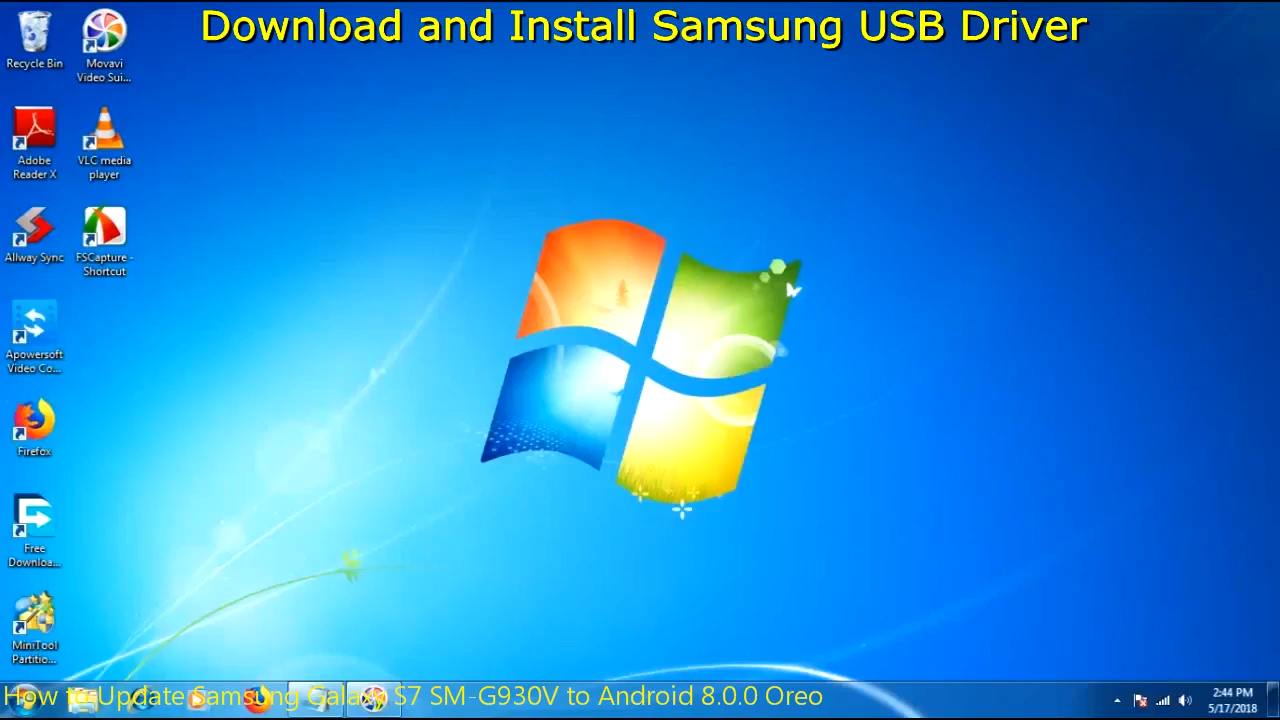 Download and Install Samsung USB Driver
Recycle Bin
Movavi
Video Sui...
Adobe
Reader X
VLC media
player
Allway Sync
FSCapture -
Shortcut
Apowersoft
Video Co...
Firefox
Free
Downloa...
MiniTool
Partitio...
How to Update Samsung Galaxy S7 SM-G930V to Android 8.0.0 Oreo
2:44 PM
5/17/2018